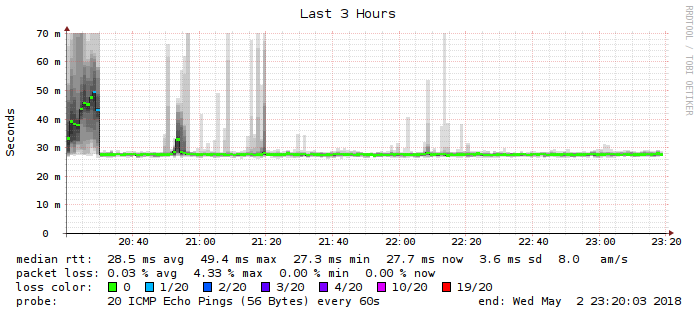 Last 3 Hours
RRDTOOL / TOBI OETIKER
Seconds
70 m
60 m
50 m
40 m
30 m
20 m
10 m
0
20:40 21:00 21:20 21:40 22:00 22:20 22:40 23:00 23:20
median rtt: 28.5 ms avg 49.4 ms max 27.3 ms min 27.7 ms now 3.6 ms sd 8.0 am/s
packet loss: 0.03 % avg 4.33 % max 0.00 % min 0.00 % now
loss color: 0 1/20 2/20 3/20 4/20 10/20 19/20
probe: 20 ICMP Echo Pings (56 Bytes) every 60s end: Wed May 2 23:20:03 2018